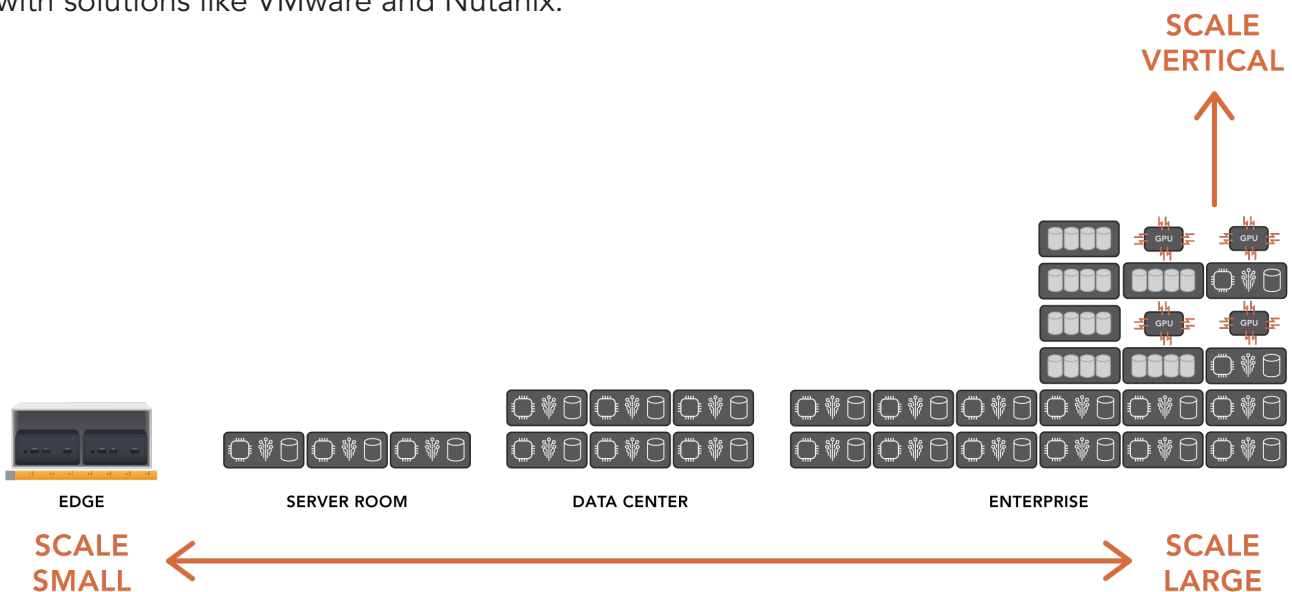 with solutions like VMware and Nutanix.
SCALE
VERTICAL
GPU
GPU
GPU
GPU
EDGE
SERVER ROOM
DATA CENTER
ENTERPRISE
SCALE
SMALL
SCALE
LARGE